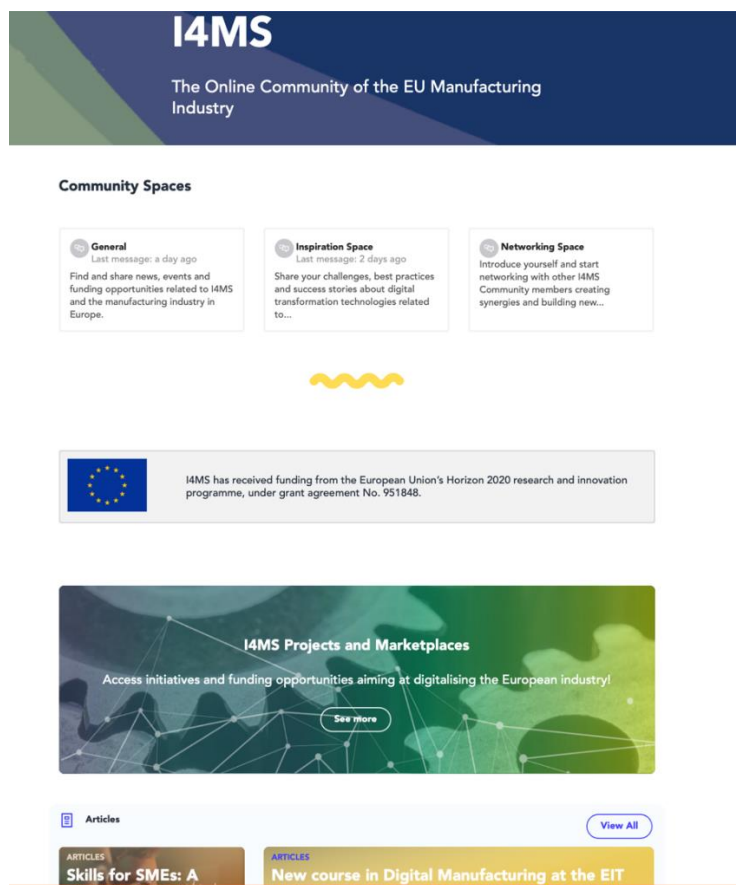 I4MS
The Online Community of the EU Manufacturing
Industry
Community Spaces
General
Last message: a day ago
Find and share news, events and
funding opportunities related to I4MS
and the manufacturing industry in
Europe.
Inspiration Space
Last message: 2 days ago
Share your challenges, best practices
and success stories about digital
transformation technologies related
to...
Networking Space
Introduce yourself and start
networking with other I4MS
Community members creating
synergies and building new...
I4MS has received funding from the European Union's Horizon 2020 research and innovation
programme, under grant agreement No. 951848.
I4MS Projects and Marketplaces
Access initiatives and funding opportunities aiming at digitalising the European industry!
See more
Articles
View All
ARTICLES
Skills for SMEs: A
ARTICLES
New course in Digital Manufacturing at the EIT